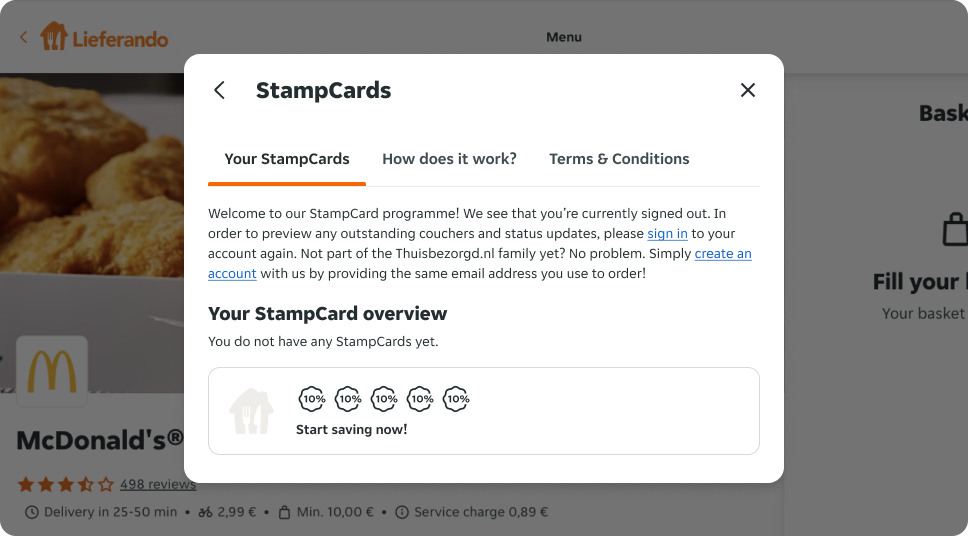 Lieferando
Menu
StampCards
Bask
Your StampCards
How does it work?
Terms & Conditions
Welcome to our StampCard programme! We see that you're currently signed out. In
order to preview any outstanding couchers and status updates, please sign in to your
account again. Not part of the Thuisbezorgd.nl family yet? No problem. Simply create an
account with us by providing the same email address you use to order!
Fill your
Your basket
Your StampCard overview
You do not have any StampCards yet.
10% 10% 10% 10% 10%
Start saving now!
McDonald's®
498 reviews
Delivery in 25-50 min • 2,99 € • Min. 10,00 € • Service charge 0,89 €